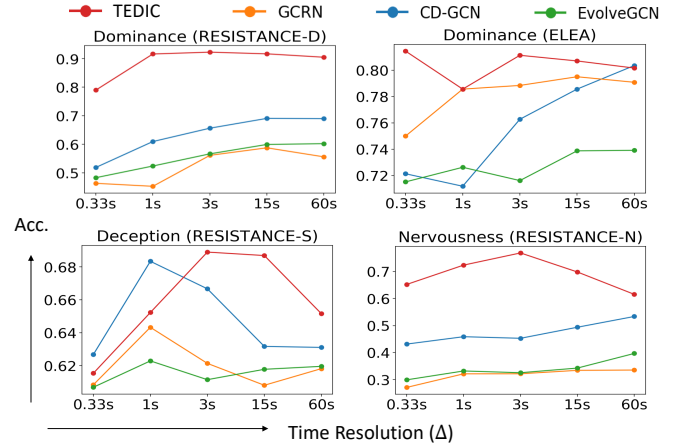 TEDIC GCRN CD-GCN EvolveGCN
Dominance (RESISTANCE-D) Dominance (ELEA)
0.9
0.8
0.7
0.6
0.5
0.33s 1s 3s 15s 60s
0.80
0.78
0.76
0.74
0.72
0.33s 1s 3s 15s 60s
Acc.
Deception (RESISTANCE-S) Nervousness (RESISTANCE-N)
0.68
0.66
0.64
0.62
0.33s 1s 3s 15s 60s
0.7
0.6
0.5
0.4
0.3
0.33s 1s 3s 15s 60s
Time Resolution (Δ)